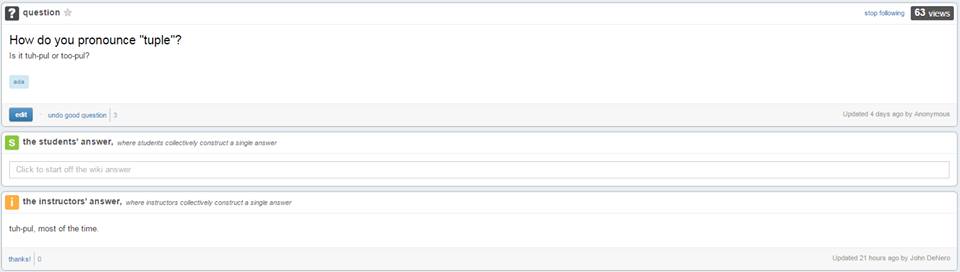 ? question stop following 63 views
How do you pronounce "tuple"?
Is it tuh-pul or too-pul?
ada
edit undo good question 3 Updated 4 days ago by Anonymous
S the students' answer, where students collectively construct a single answer
Click to start off the wiki answer
i the instructors' answer, where instructors collectively construct a single answer
tuh-pul, most of the time.
thanks! 0 Updated 21 hours ago by John DeNero